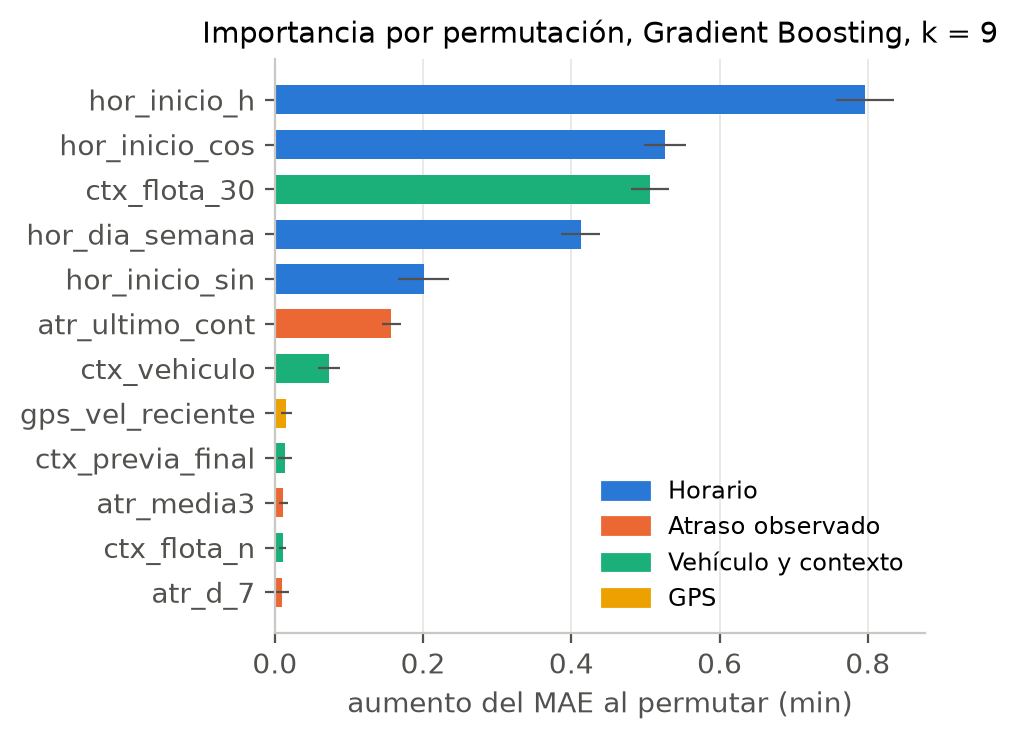 Importancia por permutación, Gradient Boosting, k = 9
hor_inicio_h
hor_inicio_cos
ctx_flota_30
hor_dia_semana
hor_inicio_sin
atr_ultimo_cont
ctx_vehiculo
gps_vel_reciente
ctx_previa_final
atr_media3
ctx_flota_n
atr_d_7
Horario
Atraso observado
Vehículo y contexto
GPS
0.0 0.2 0.4 0.6 0.8
aumento del MAE al permutar (min)